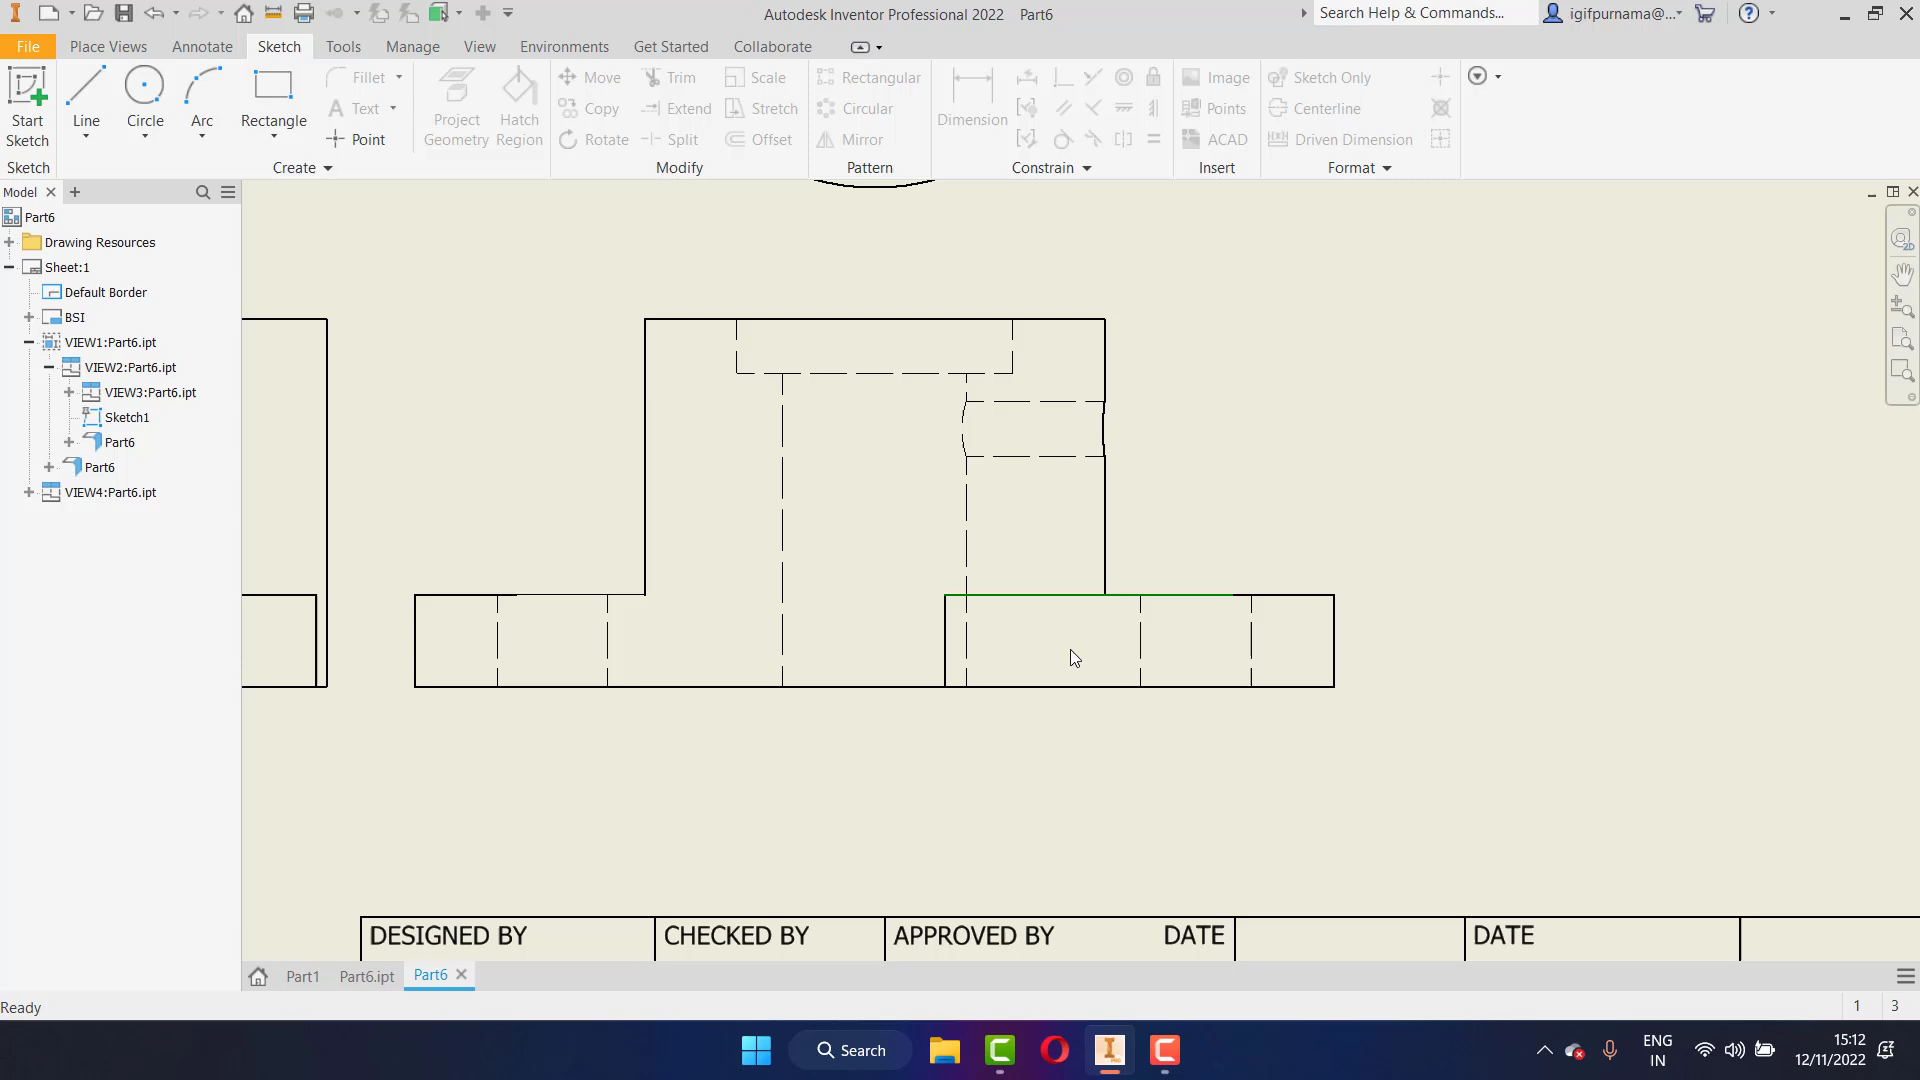 Autodesk Inventor Professional 2022 Part6
Search Help & Commands...
igifpurnama@...
File Place Views Annotate Sketch Tools Manage View Environments Get Started Collaborate
Start Sketch
Line
Circle
Arc
Rectangle
Fillet
Text
Point
Project Geometry
Hatch Region
Move
Copy
Rotate
Trim
Extend
Split
Scale
Stretch
Offset
Rectangular
Circular
Mirror
Dimension
Image
Points
ACAD
Sketch Only
Centerline
Driven Dimension
Sketch Create Modify Pattern Constrain Insert Format
Model
Part6
Drawing Resources
Sheet:1
Default Border
BSI
VIEW1:Part6.ipt
VIEW2:Part6.ipt
VIEW3:Part6.ipt
Sketch1
Part6
Part6
VIEW4:Part6.ipt
2D
DESIGNED BY CHECKED BY APPROVED BY DATE DATE
Part1 Part6.ipt Part6
Ready
1 3
Search
ENG
IN
15:12
12/11/2022